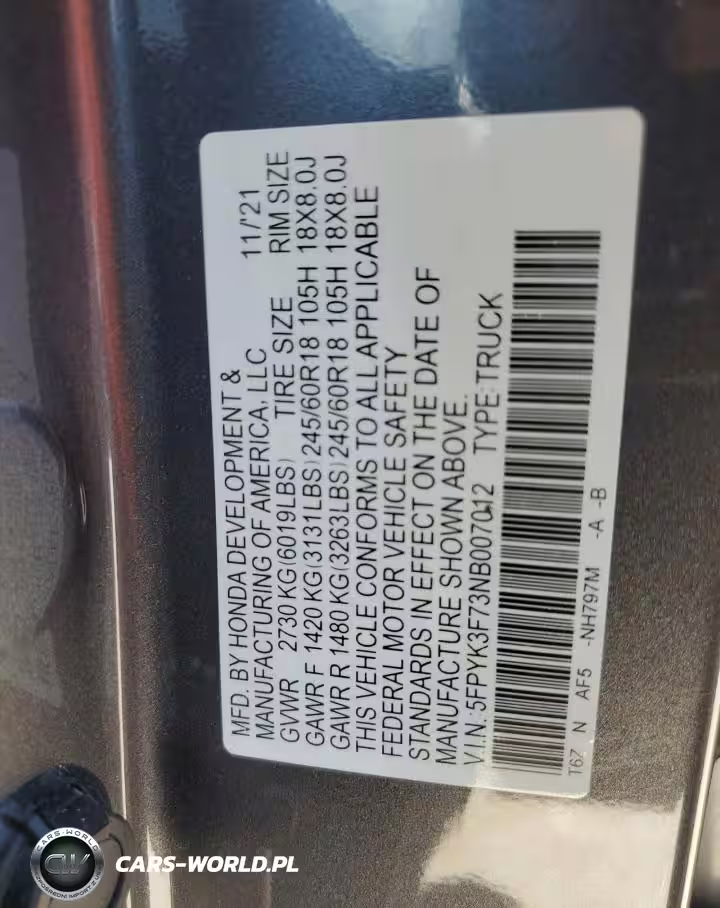 MFD. BY HONDA DEVELOPMENT &
MANUFACTURING OF AMERICA, LLC 11/'21
GVWR 2730 KG(6019LBS) TIRE SIZE RIM SIZE
GAWR F 1420 KG(3131LBS)245/60R18 105H 18X8.0J
GAWR R 1480 KG(3263LBS)245/60R18 105H 18X8.0J
THIS VEHICLE CONFORMS TO ALL APPLICABLE
FEDERAL MOTOR VEHICLE SAFETY
STANDARDS IN EFFECT ON THE DATE OF
MANUFACTURE SHOWN ABOVE.
V.I.N.:5FPYK3F73NB007012 TYPE:TRUCK
T6Z N AF5 -NH797M -A -B
CARS-WORLD
CW
CARS-WORLD.PL